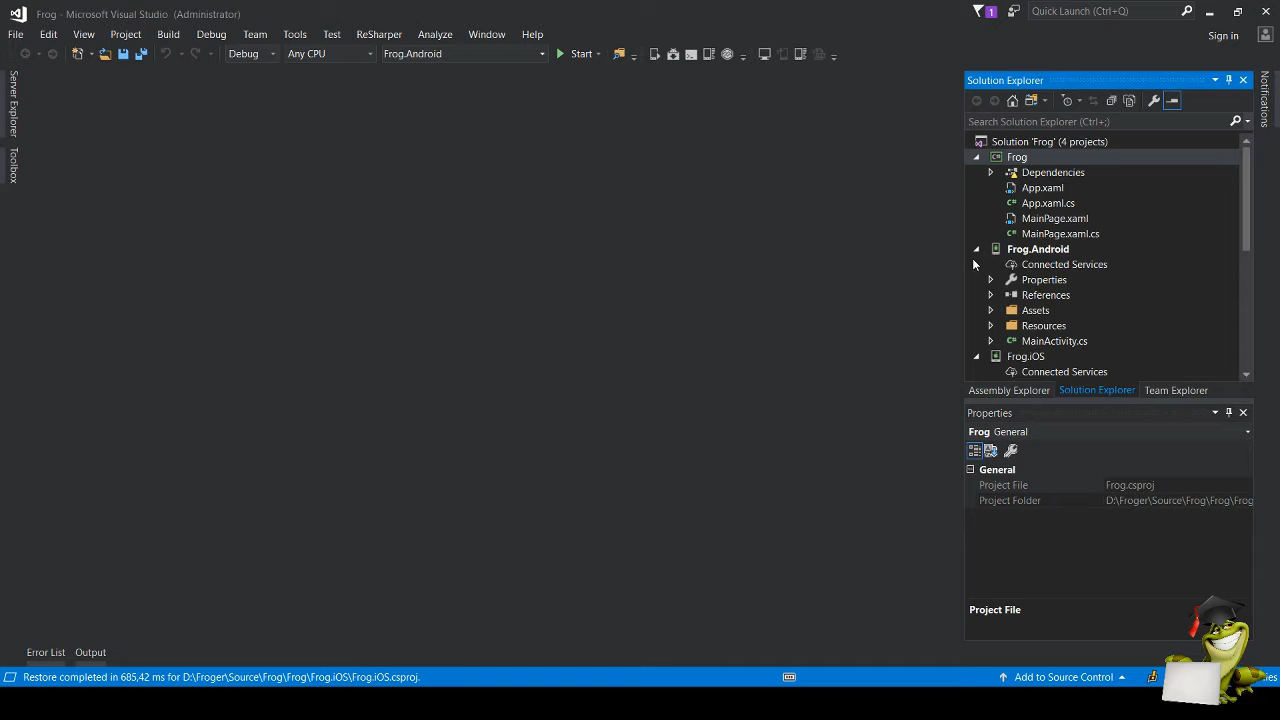 Frog - Microsoft Visual Studio (Administrator)
1
Quick Launch (Ctrl+Q)
File Edit View Project Build Debug Team Tools Test ReSharper Analyze Window Help
Sign in
Debug Any CPU Frog.Android Start
Server Explorer
Toolbox
Notifications
Solution Explorer
Search Solution Explorer (Ctrl+;)
Solution 'Frog' (4 projects)
Frog
Dependencies
App.xaml
App.xaml.cs
MainPage.xaml
MainPage.xaml.cs
Frog.Android
Connected Services
Properties
References
Assets
Resources
MainActivity.cs
Frog.iOS
Connected Services
Assembly Explorer Solution Explorer Team Explorer
Properties
Frog General
General
Project File Frog.csproj
Project Folder D:\Froger\Source\Frog\Frog\Frog
Project File
Error List Output
Restore completed in 685,42 ms for D:\Froger\Source\Frog\Frog\Frog.iOS\Frog.iOS.csproj.
Add to Source Control